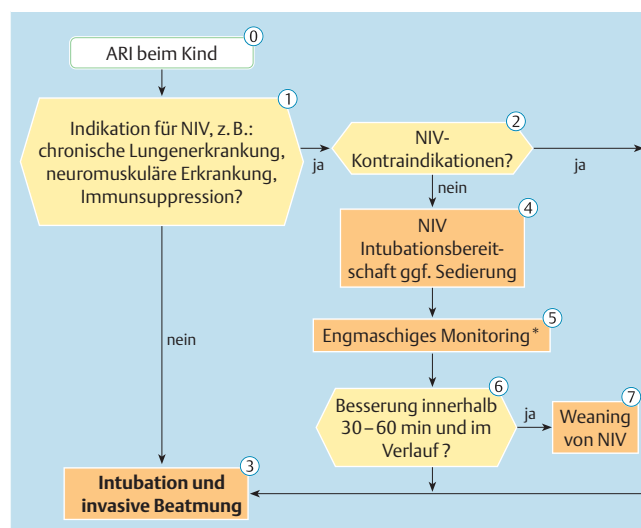 0
ARI beim Kind
1
Indikation für NIV, z. B.:
chronische Lungenerkrankung,
neuromuskuläre Erkrankung,
Immunsuppression?
ja
2
NIV-
Kontraindikationen?
ja
nein
4
NIV
Intubationsbereit-
schaft ggf. Sedierung
5
Engmaschiges Monitoring*
nein
6
Besserung innerhalb
30–60 min und im
Verlauf ?
ja
7
Weaning
von NIV
3
Intubation und
invasive Beatmung